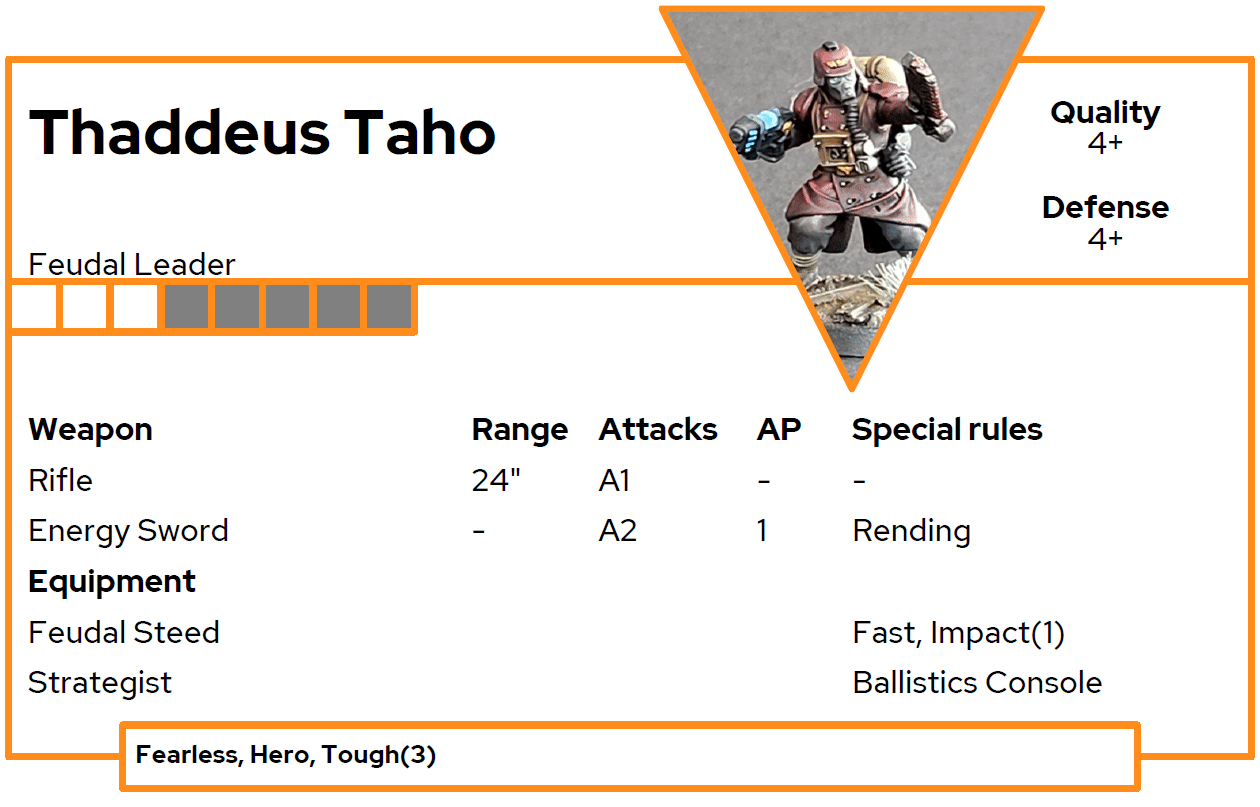 Thaddeus Taho
Quality
4+
Defense
4+
Feudal Leader
Weapon Range Attacks AP Special rules
Rifle 24" A1 - -
Energy Sword - A2 1 Rending
Equipment
Feudal Steed Fast, Impact(1)
Strategist Ballistics Console
Fearless, Hero, Tough(3)